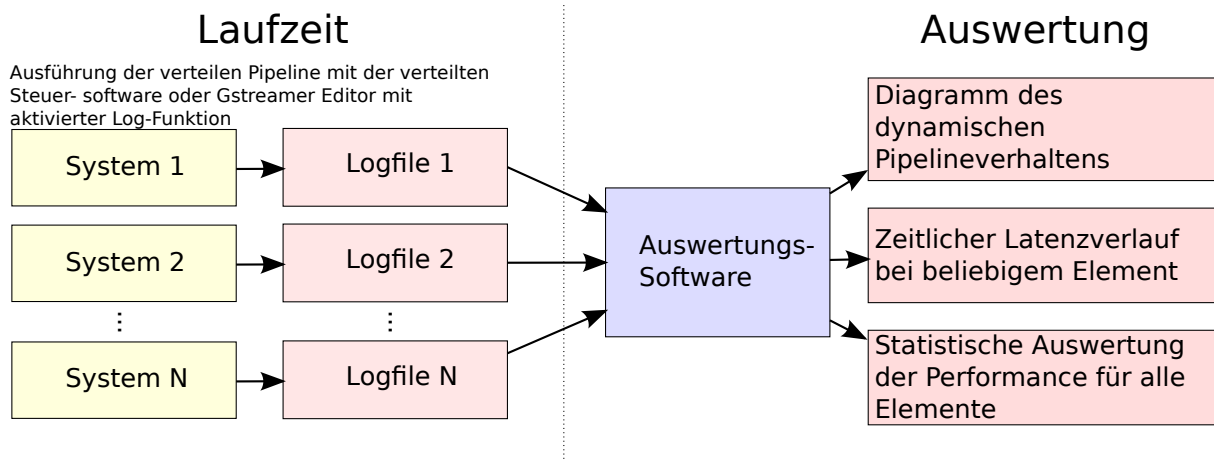 Laufzeit
Ausführung der verteilen Pipeline mit der verteilten
Steuer- software oder Gstreamer Editor mit
aktivierter Log-Funktion
System 1
Logfile 1
System 2
Logfile 2
...
...
System N
Logfile N
Auswertungs-
Software
Auswertung
Diagramm des
dynamischen
Pipelineverhaltens
Zeitlicher Latenzverlauf
bei beliebigem Element
Statistische Auswertung
der Performance für alle
Elemente